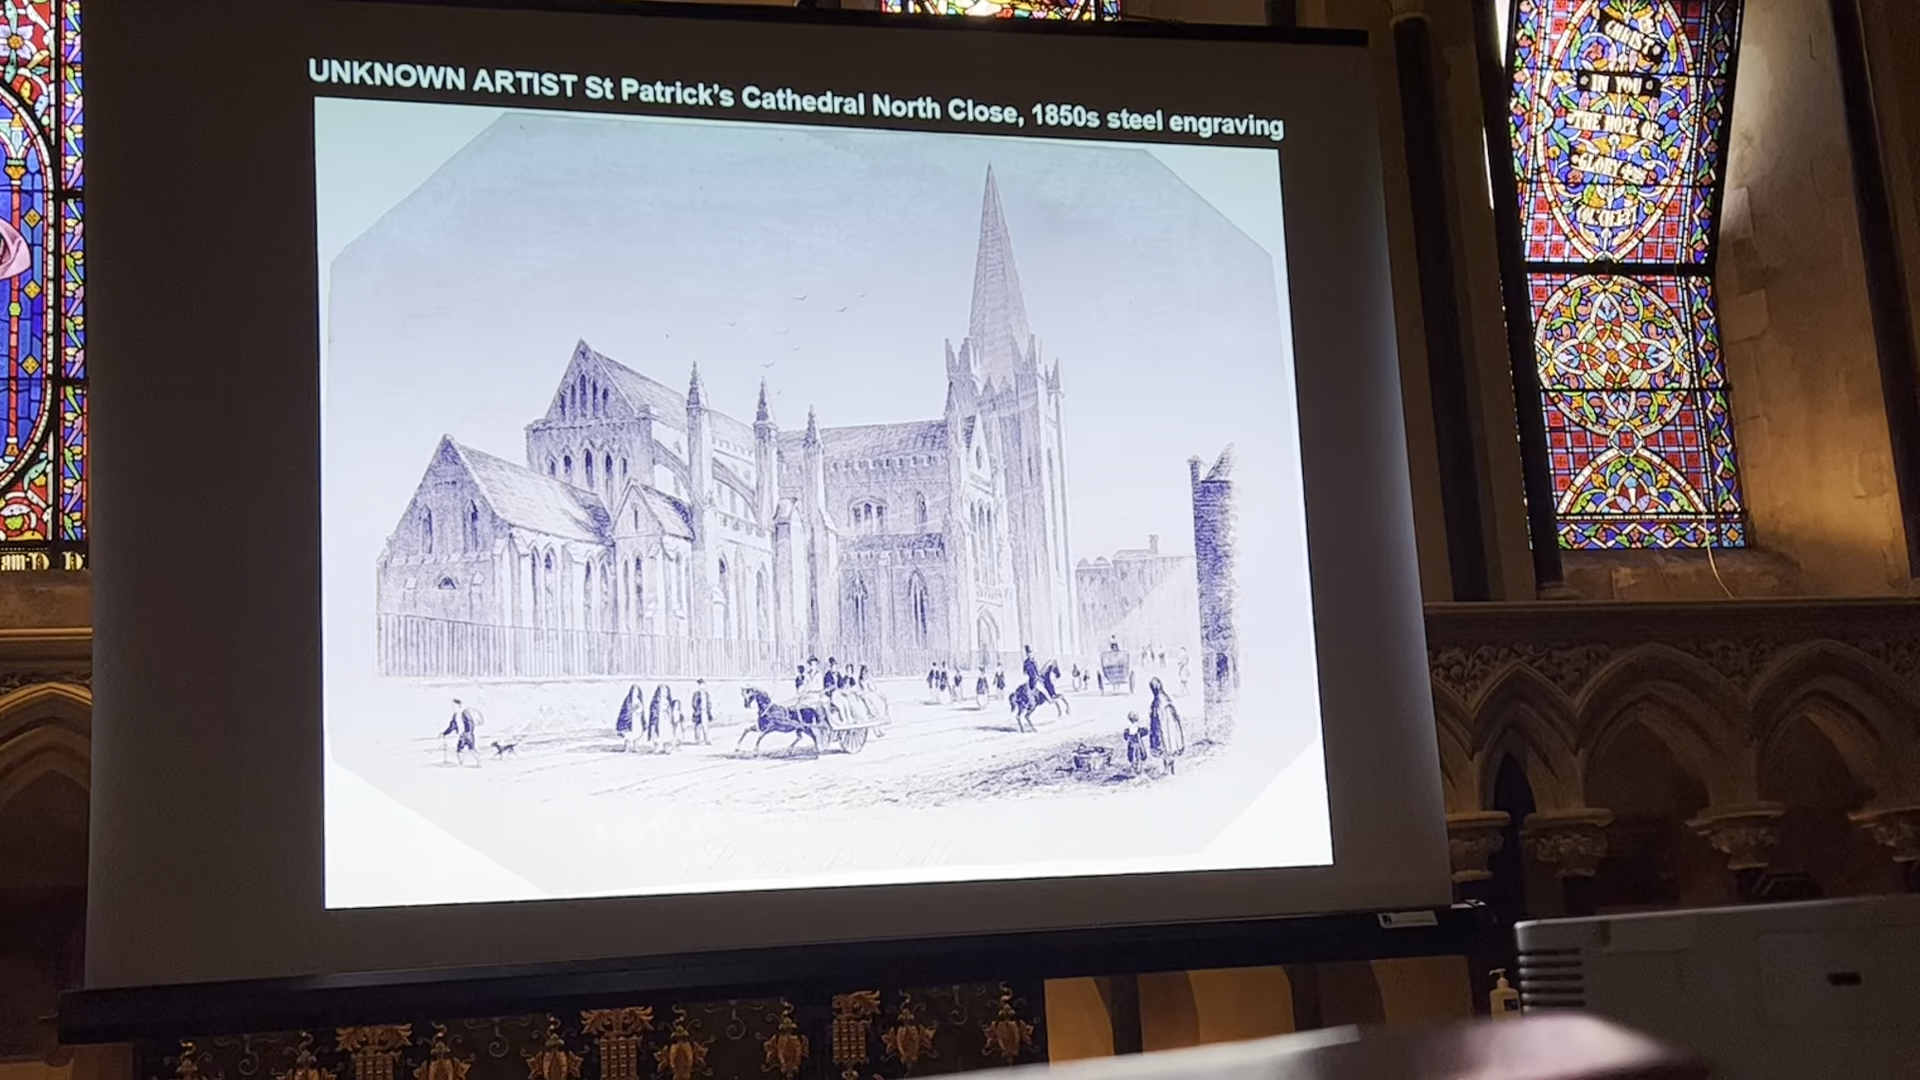 UNKNOWN ARTIST St Patrick's Cathedral North Close, 1850s steel engraving
CHRIST
IN YOU
THE HOPE OF
GLORY